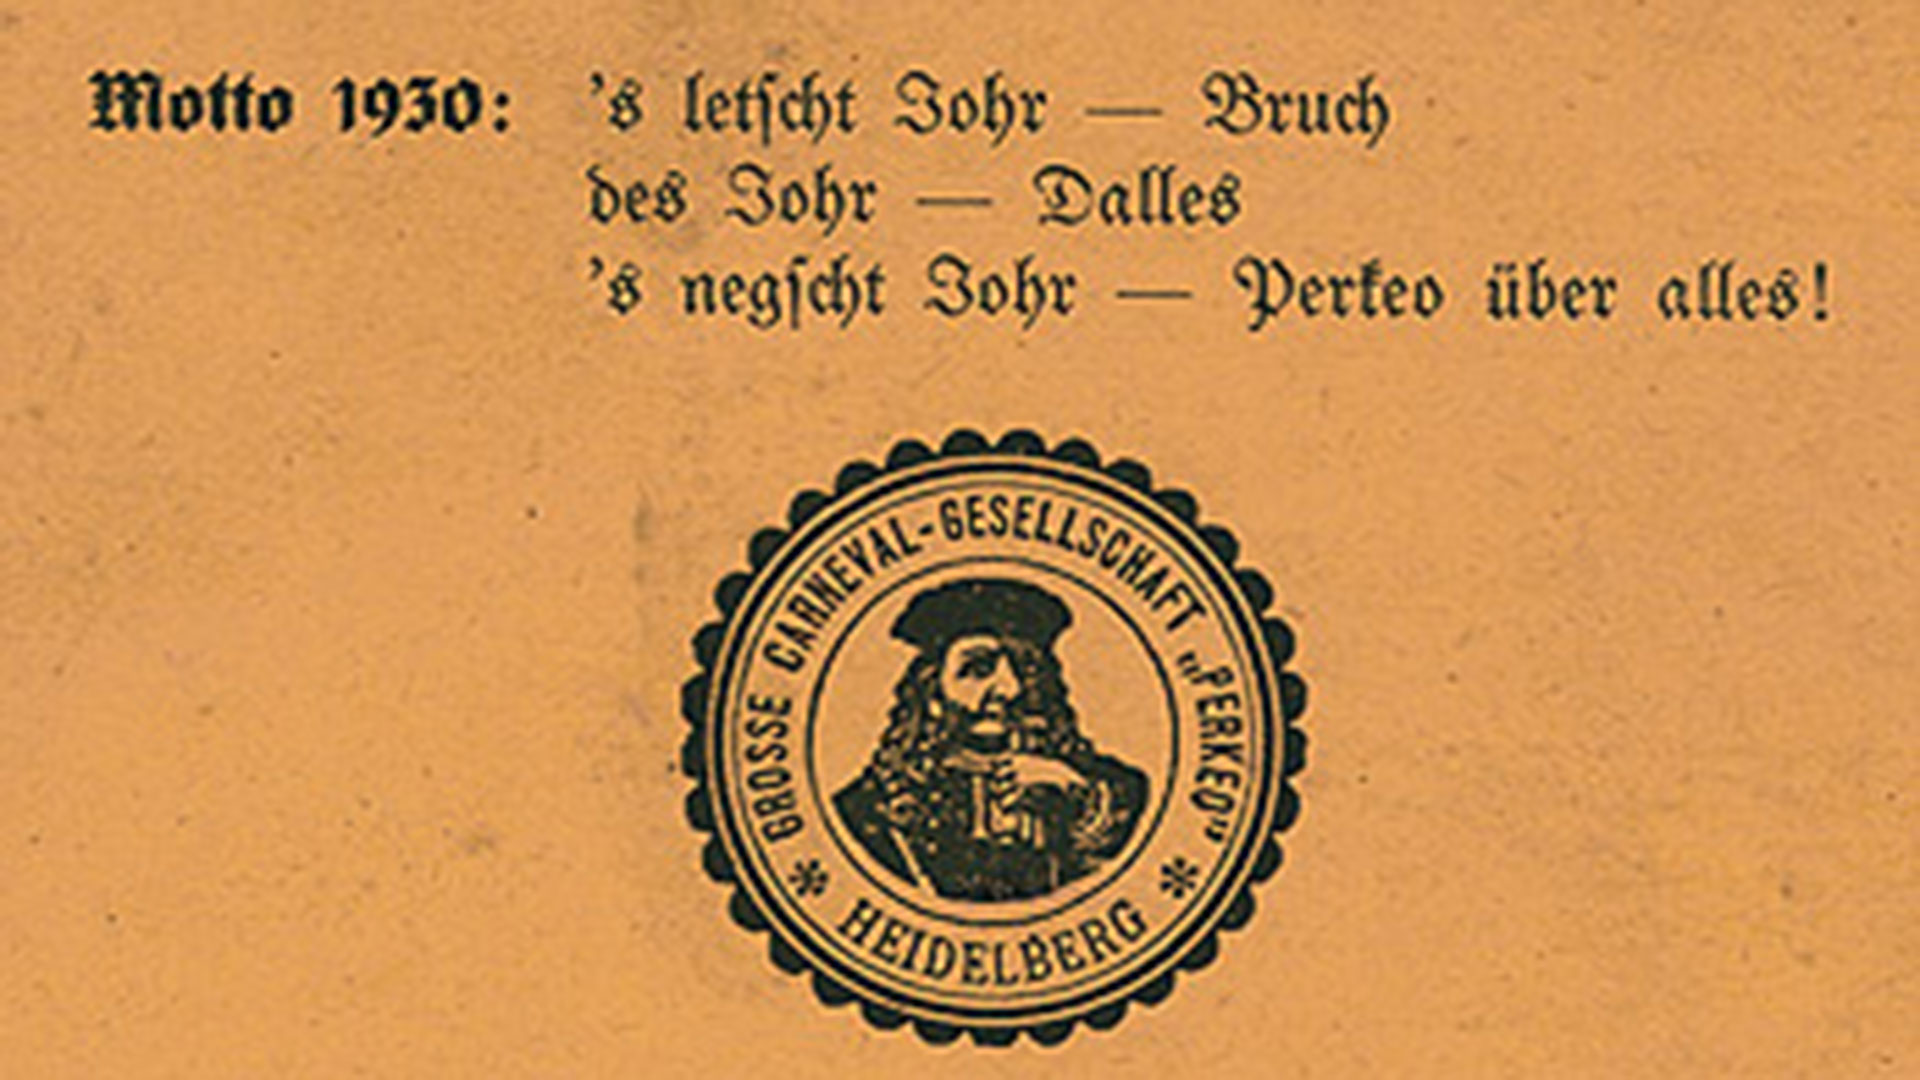 Motto 1930: 's letscht Johr — Bruch
des Johr — Dalles
's negscht Johr — Perkeo über alles!
GROSSE CARNEVAL-GESELLSCHAFT „PERKEO”
* HEIDELBERG *